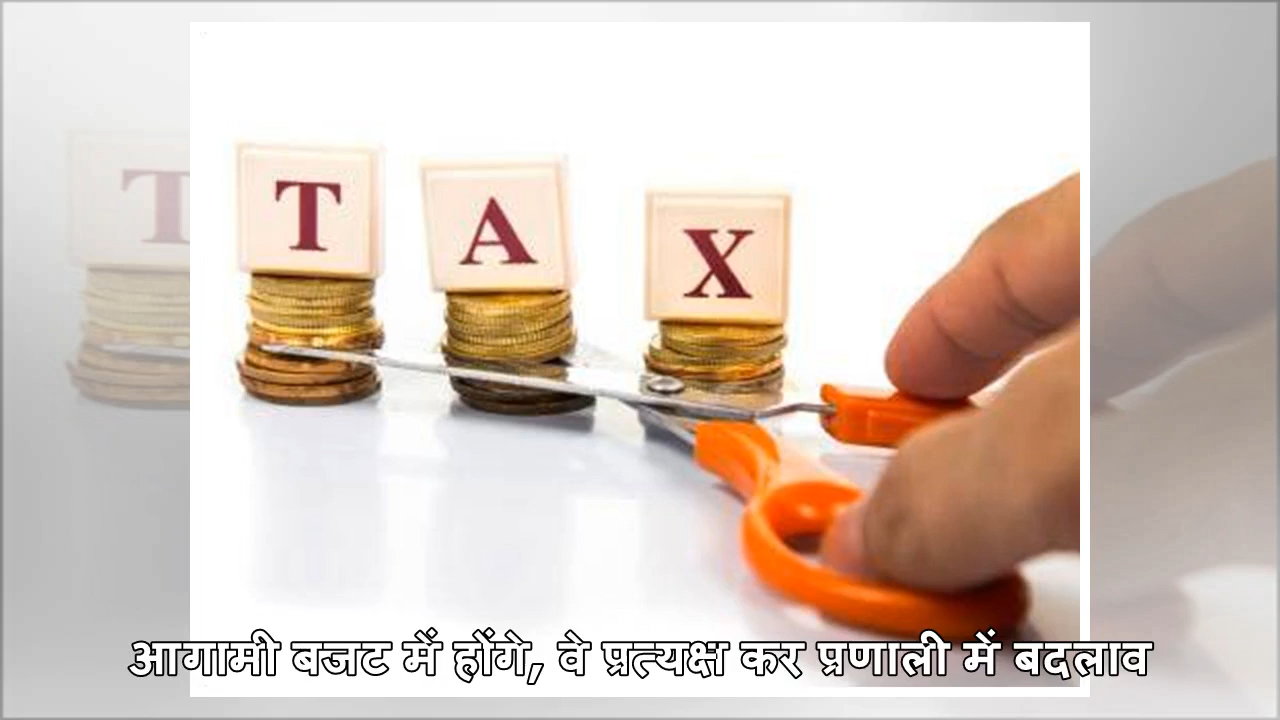 T A X
आगामी बजट में होंगे, वे प्रत्यक्ष कर प्रणाली में बदलाव